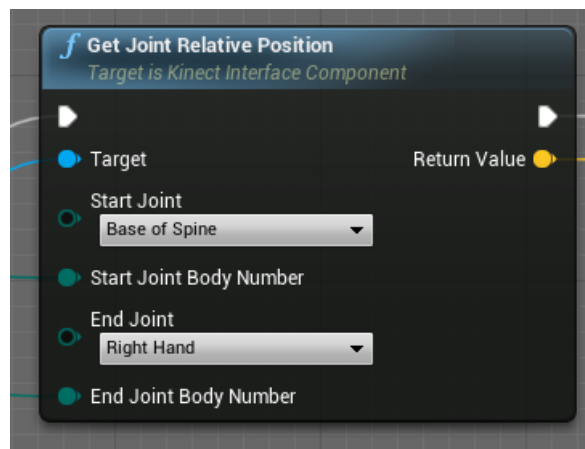 f Get Joint Relative Position
Target is Kinect Interface Component
Target Return Value
Start Joint
Base of Spine
Start Joint Body Number
End Joint
Right Hand
End Joint Body Number